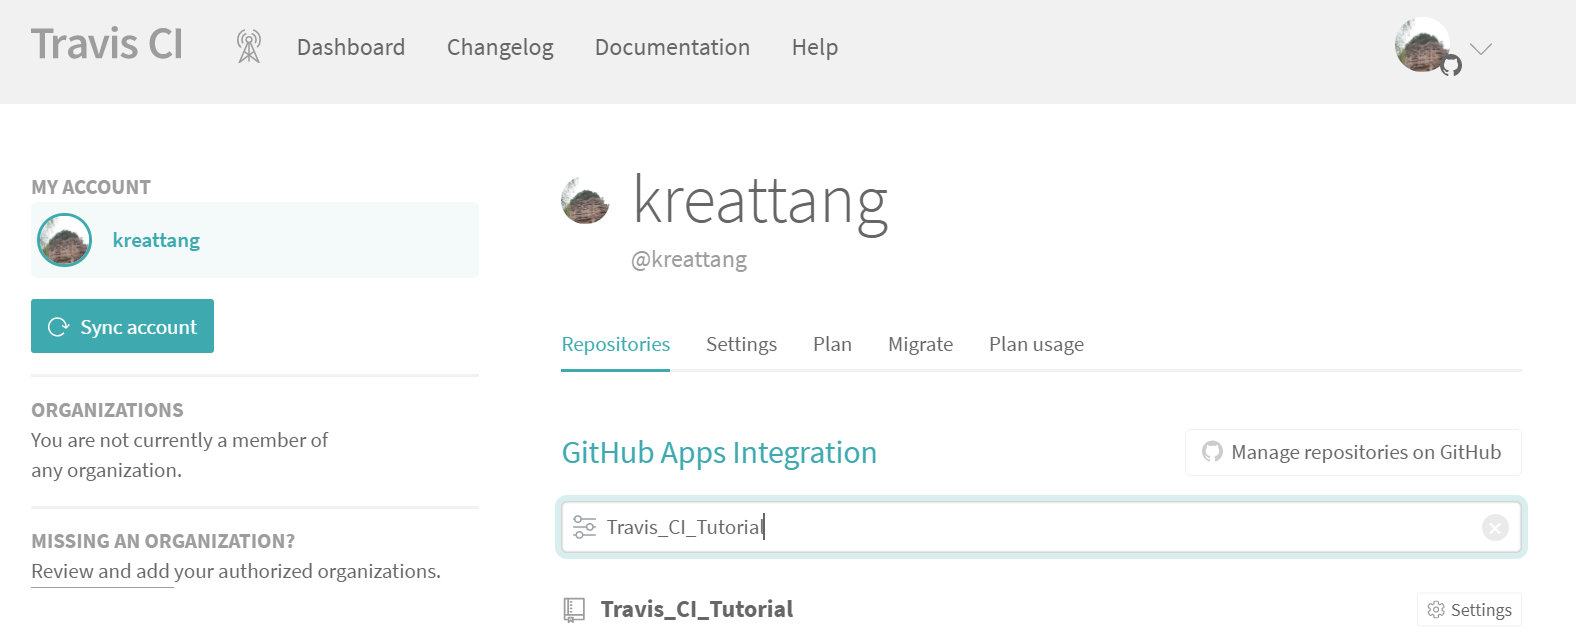 Travis CI
Dashboard
Changelog
Documentation
Help
MY ACCOUNT
kreattang
Sync account
ORGANIZATIONS
You are not currently a member of
any organization.
MISSING AN ORGANIZATION?
Review and add your authorized organizations.
kreattang
@kreattang
Repositories
Settings
Plan
Migrate
Plan usage
GitHub Apps Integration
Manage repositories on GitHub
Travis_CI_Tutorial
Travis_CI_Tutorial
Settings